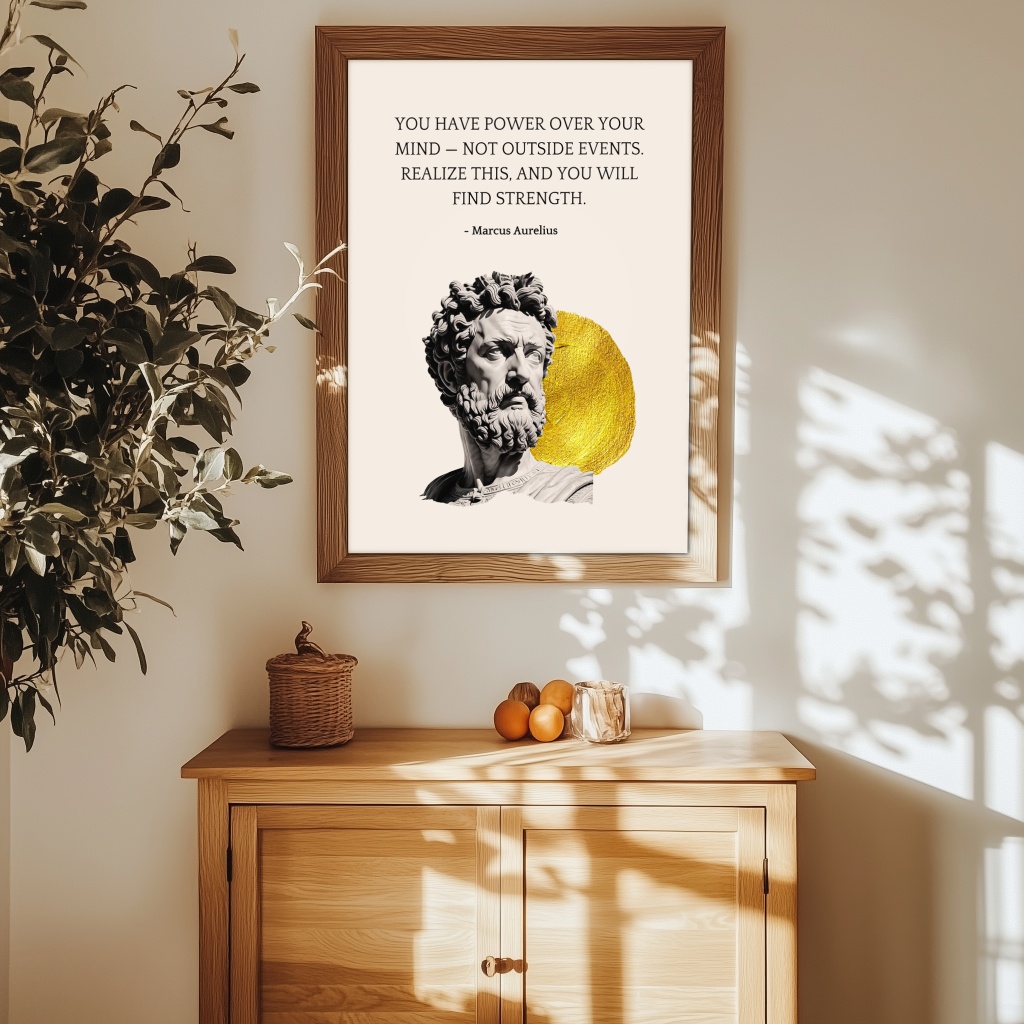 YOU HAVE POWER OVER YOUR
MIND – NOT OUTSIDE EVENTS.
REALIZE THIS, AND YOU WILL
FIND STRENGTH.
- Marcus Aurelius